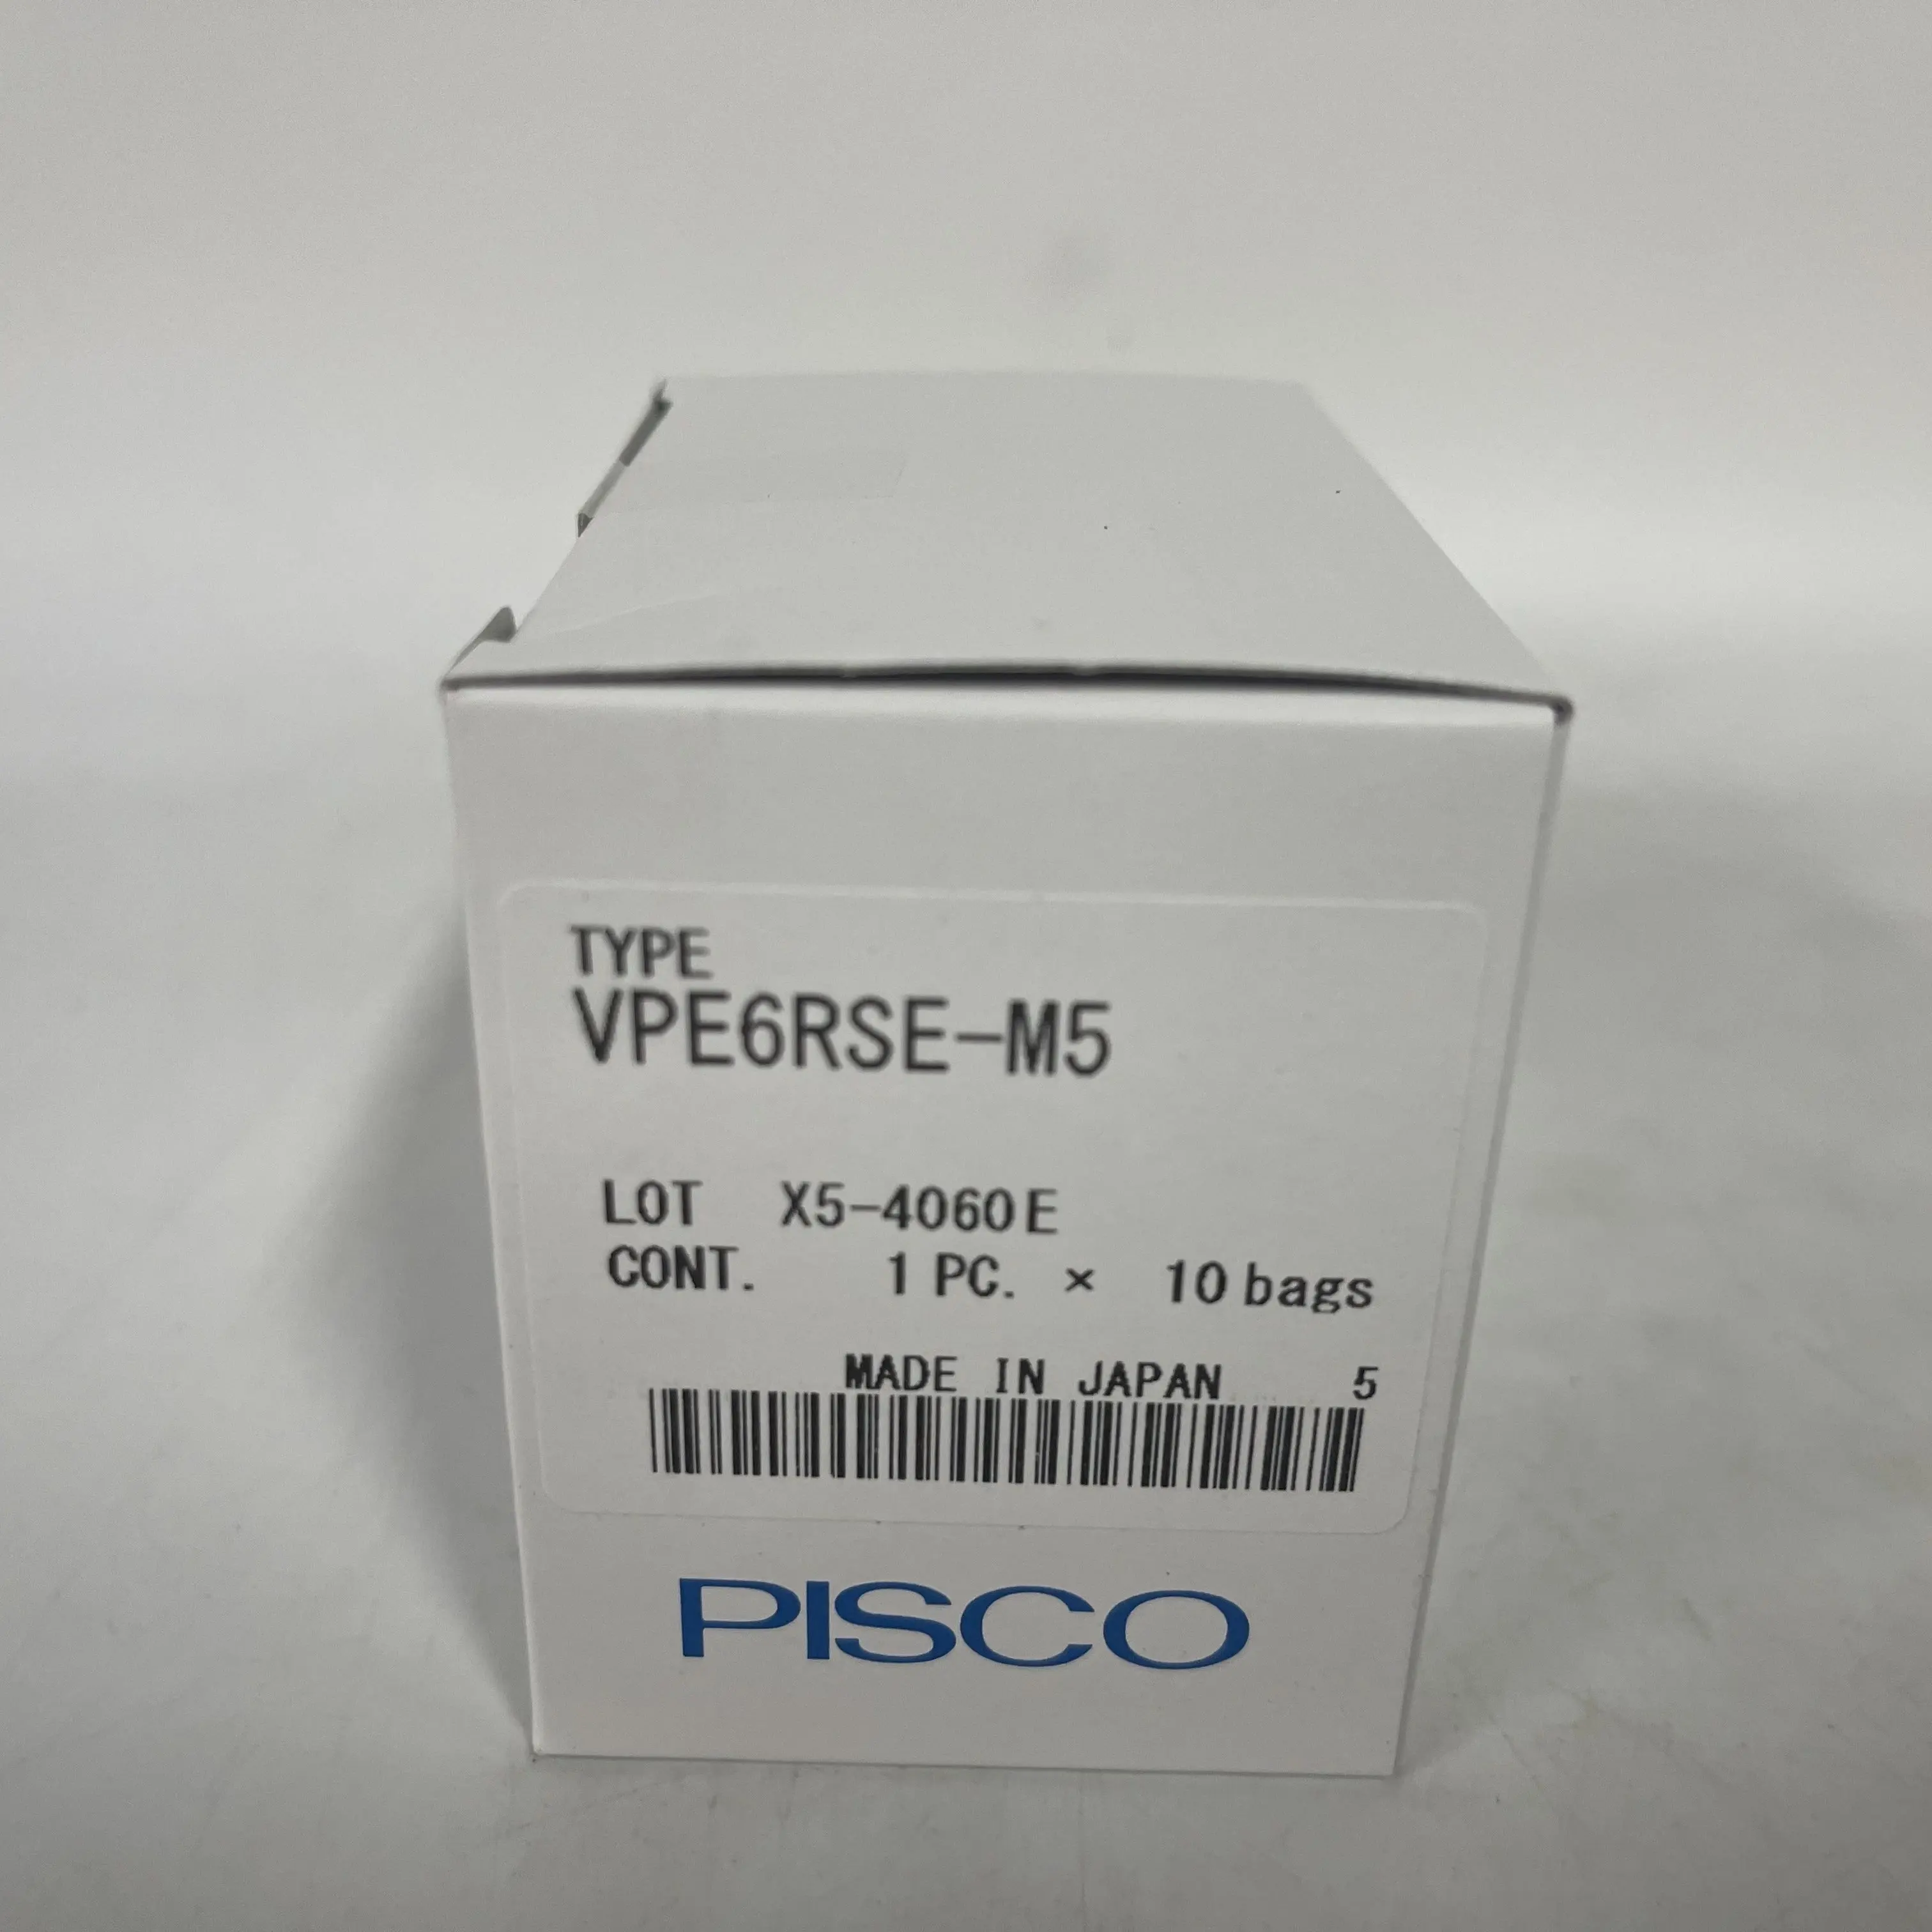 TYPE
VPE6RSE-M5
LOT X5-4060E
CONT. 1 PC. × 10 bags
MADE IN JAPAN 5
PISCO